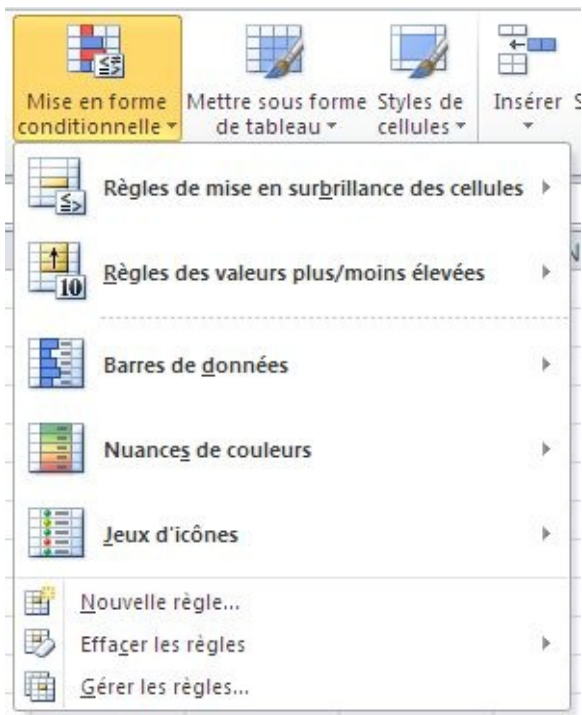 Mise en forme conditionnelle
Mettre sous forme de tableau
Styles de cellules
Insérer
Règles de mise en surbrillance des cellules
10
Règles des valeurs plus/moins élevées
Barres de données
Nuances de couleurs
Jeux d'icônes
Nouvelle règle...
Effacer les règles
Gérer les règles...